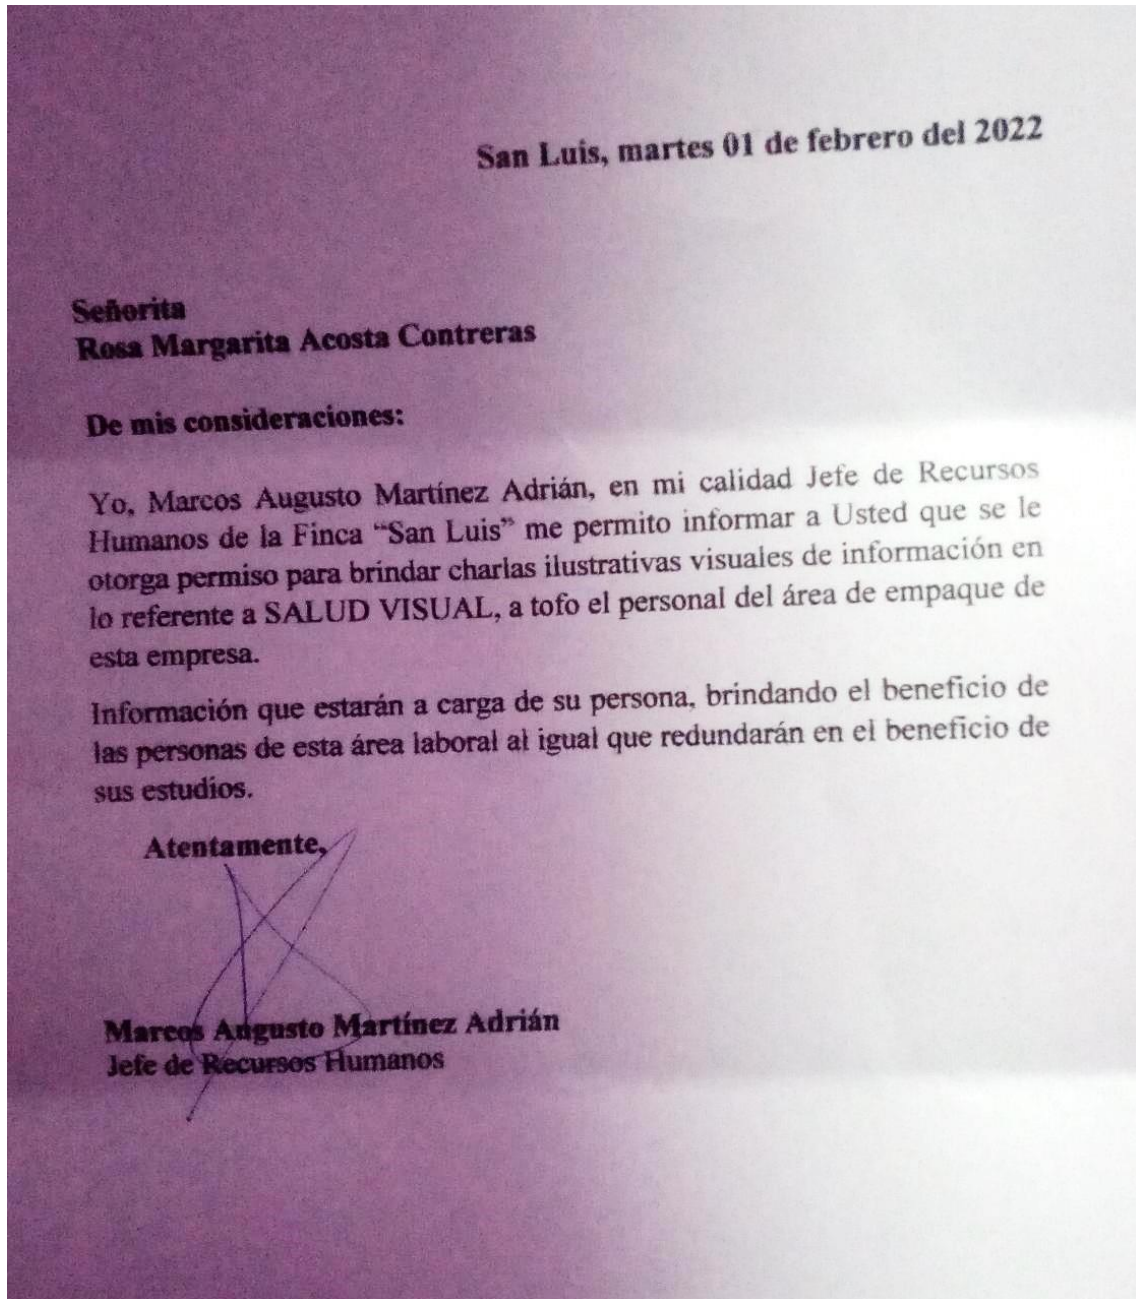 San Luis, martes 01 de febrero del 2022
Señorita
Rosa Margarita Acosta Contreras
De mis consideraciones:
Yo, Marcos Augusto Martínez Adrián, en mi calidad Jefe de Recursos
Humanos de la Finca “San Luis” me permito informar a Usted que se le
otorga permiso para brindar charlas ilustrativas visuales de información en
lo referente a SALUD VISUAL, a tofo el personal del área de empaque de
esta empresa.
Información que estarán a carga de su persona, brindando el beneficio de
las personas de esta área laboral al igual que redundarán en el beneficio de
sus estudios.
Atentamente,
Marcos Augusto Martínez Adrián
Jefe de Recursos Humanos